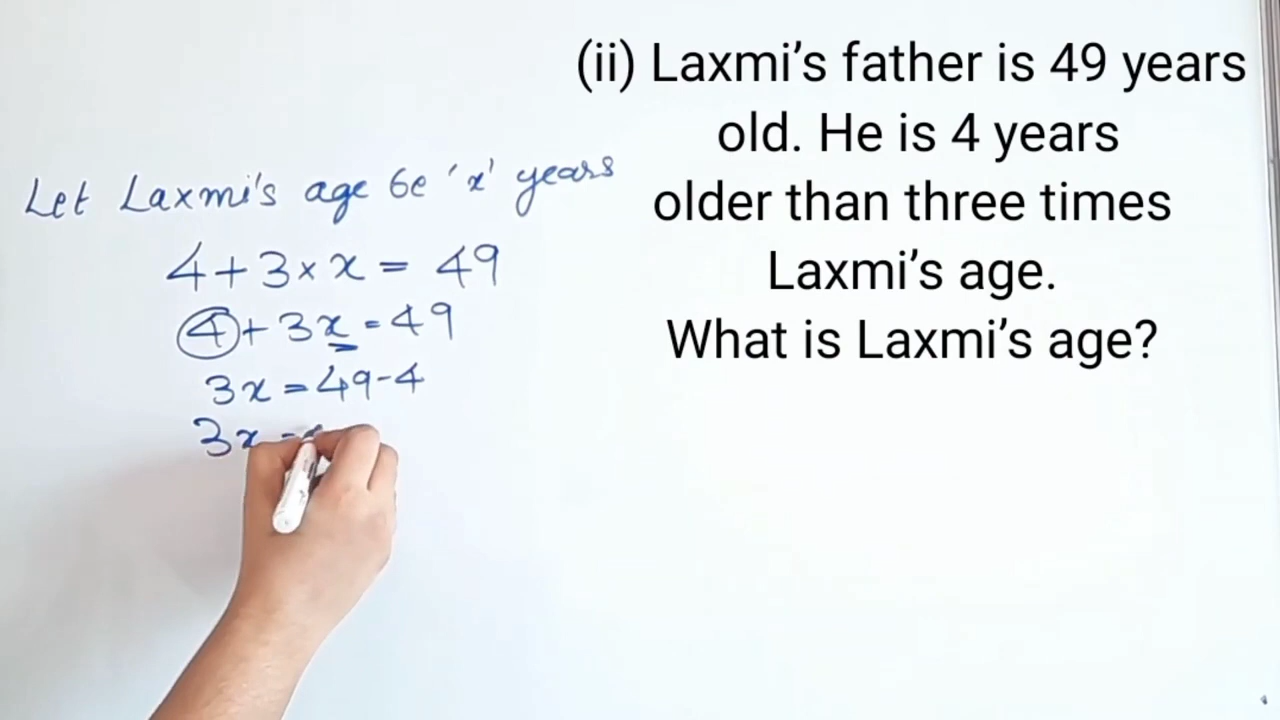 (ii) Laxmi’s father is 49 years
old. He is 4 years
older than three times
Laxmi’s age.
What is Laxmi’s age?
Let Laxmi's age be 'x' years
4+3×x = 49
4+3x=49
3x=49-4
3x =